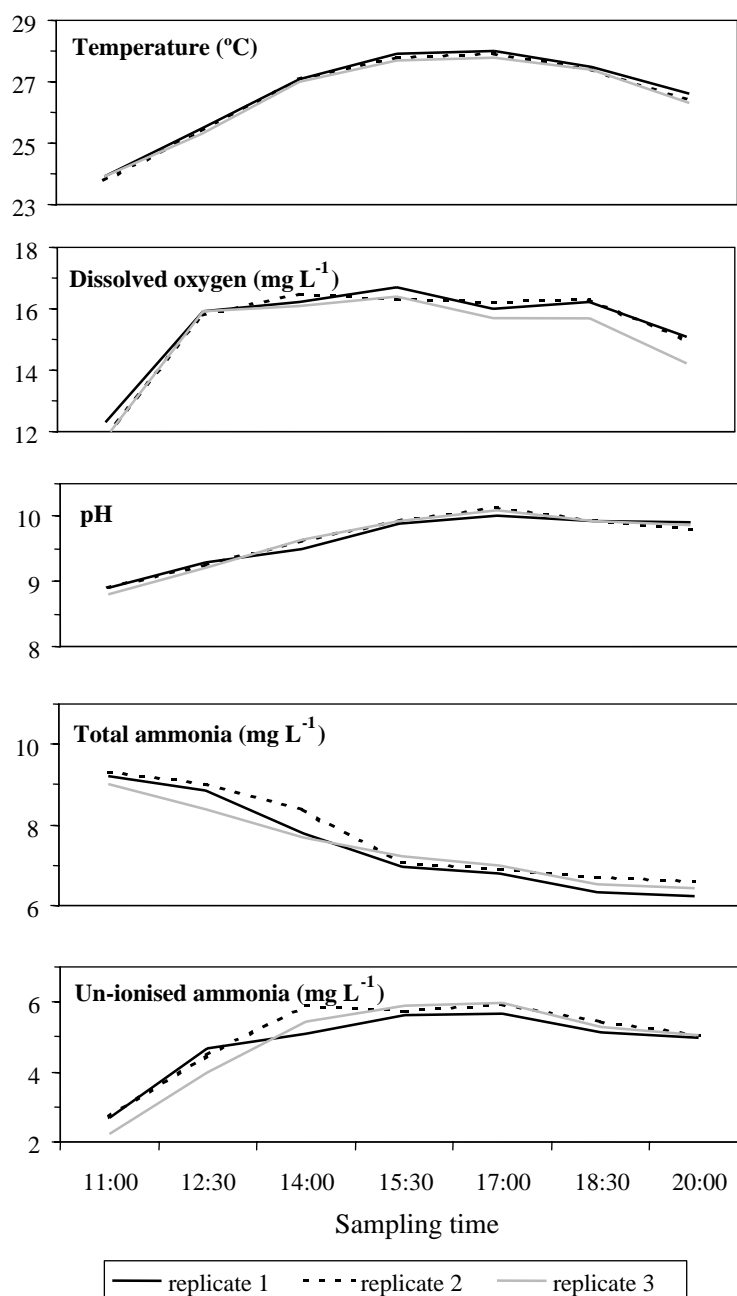 29
Temperature (ºC)
27
25
23
18
Dissolved oxygen (mg L-1)
16
14
12
pH
10
9
8
Total ammonia (mg L-1)
10
8
6
Un-ionised ammonia (mg L-1)
6
4
2
11:00 12:30 14:00 15:30 17:00 18:30 20:00
Sampling time
replicate 1 replicate 2 replicate 3